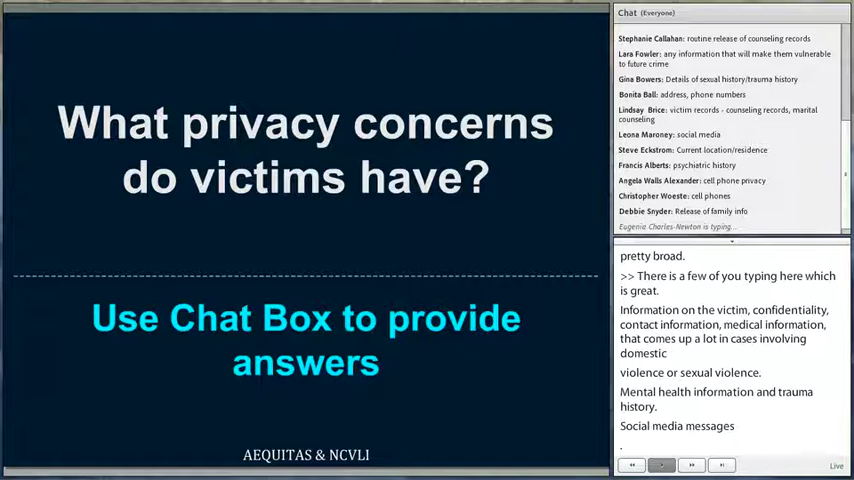 What privacy concerns
do victims have?
Use Chat Box to provide
answers
AEQUITAS & NCVLI
Chat (Everyone)
Stephanie Callahan: routine release of counseling records
Lara Fowler: any information that will make them vulnerable
to future crime
Gina Bowers: Details of sexual history/trauma history
Bonita Ball: address, phone numbers
Lindsay Brice: victim records - counseling records, marital
counseling
Leona Maroney: social media
Steve Eckstrom: Current location/residence
Francis Alberts: psychiatric history
Angela Walls Alexander: cell phone privacy
Christopher Woeste: cell phones
Debbie Snyder: Release of family info
Eugenia Charles-Newton is typing...
pretty broad.
>> There is a few of you typing here which
is great.
Information on the victim, confidentiality,
contact information, medical information,
that comes up a lot in cases involving
domestic
violence or sexual violence.
Mental health information and trauma
history.
Social media messages
.
Live